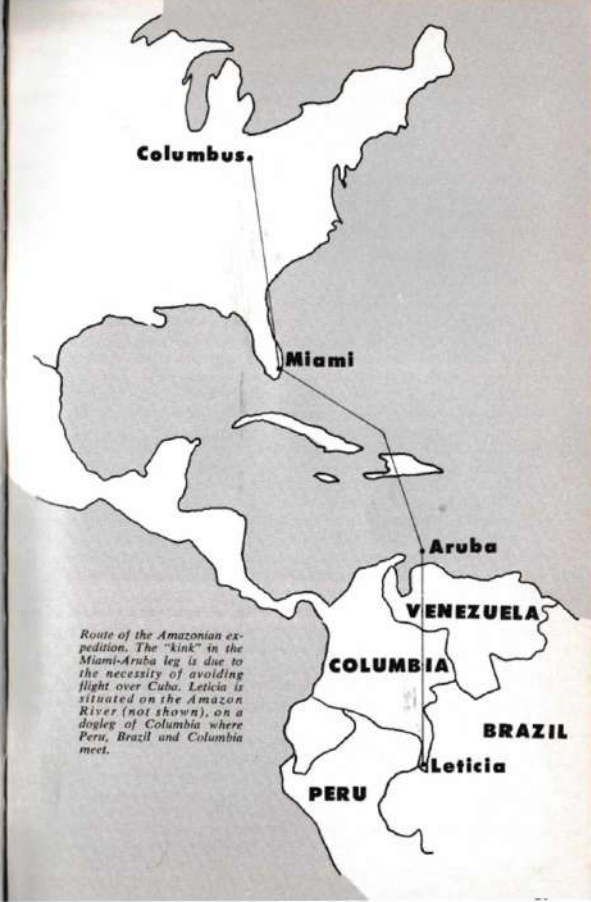 Columbus
Miami
Aruba
VENEZUELA
COLUMBIA
Route of the Amazonian ex-
pedition. The "kink" in the
Miami-Aruba leg is due to
the necessity of avoiding
flight over Cuba. Leticia is
situated on the Amazon
River (not shown), on a
dogleg of Columbia where
Peru, Brazil and Columbia
meet.
BRAZIL
Leticia
PERU